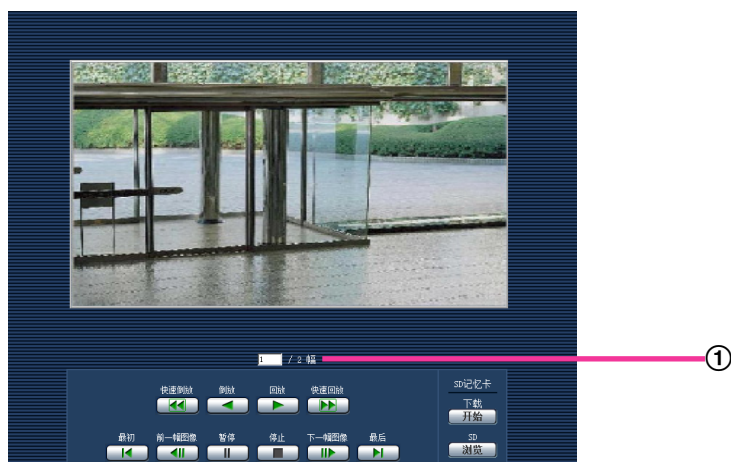 1 / 2 幅
①
快速倒放 倒放 回放 快速回放
最初 前一幅图像 暂停 停止 下一幅图像 最后
SD记忆卡
下载
开始
SD
浏览